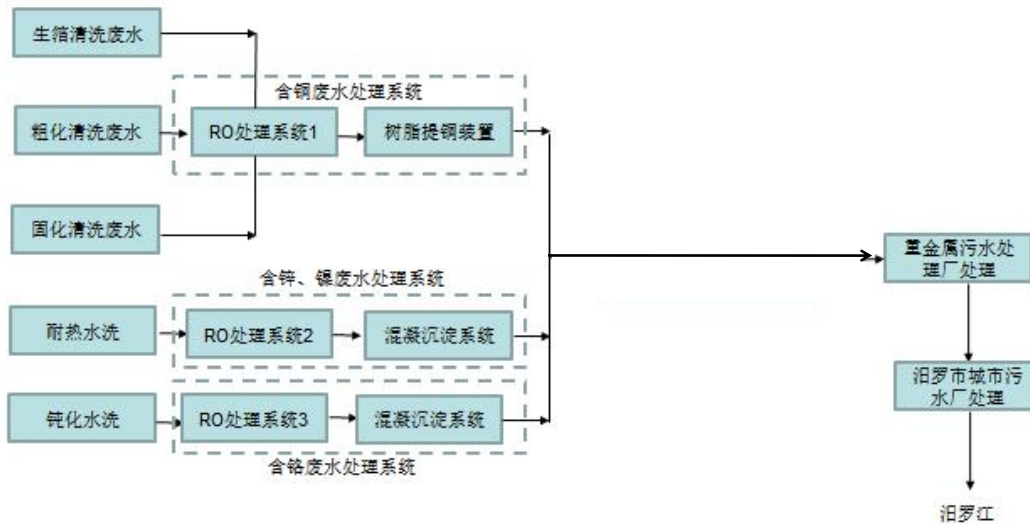 生箔清洗废水
含铜废水处理系统
粗化清洗废水
RO处理系统1
树脂提铜装置
固化清洗废水
重金属污水处
理厂处理
含锌、镍废水处理系统
耐热水洗
RO处理系统2
混凝沉淀系统
汨罗市城市污
水厂处理
钝化水洗
RO处理系统3
混凝沉淀系统
含铬废水处理系统
汨罗江